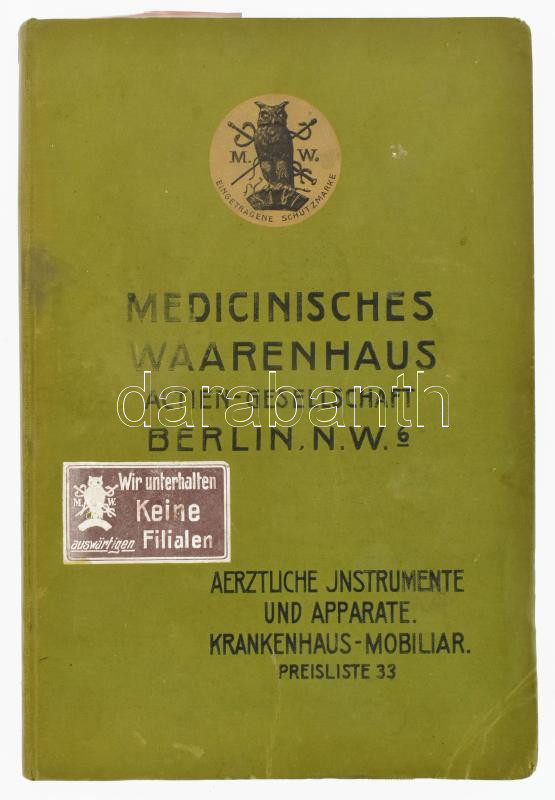 M. W.
EINGETRAGENE SCHUTZMARKE
MEDICINISCHES
WAARENHAUS
ACTIEN-GESELLSCHAFT
darabanth
BERLIN, N.W. 6
Wir unterhalten
M. W. Keine
auswärtigen Filialen
AERZTLICHE JNSTRUMENTE
UND APPARATE.
KRANKENHAUS-MOBILIAR.
PREISLISTE 33